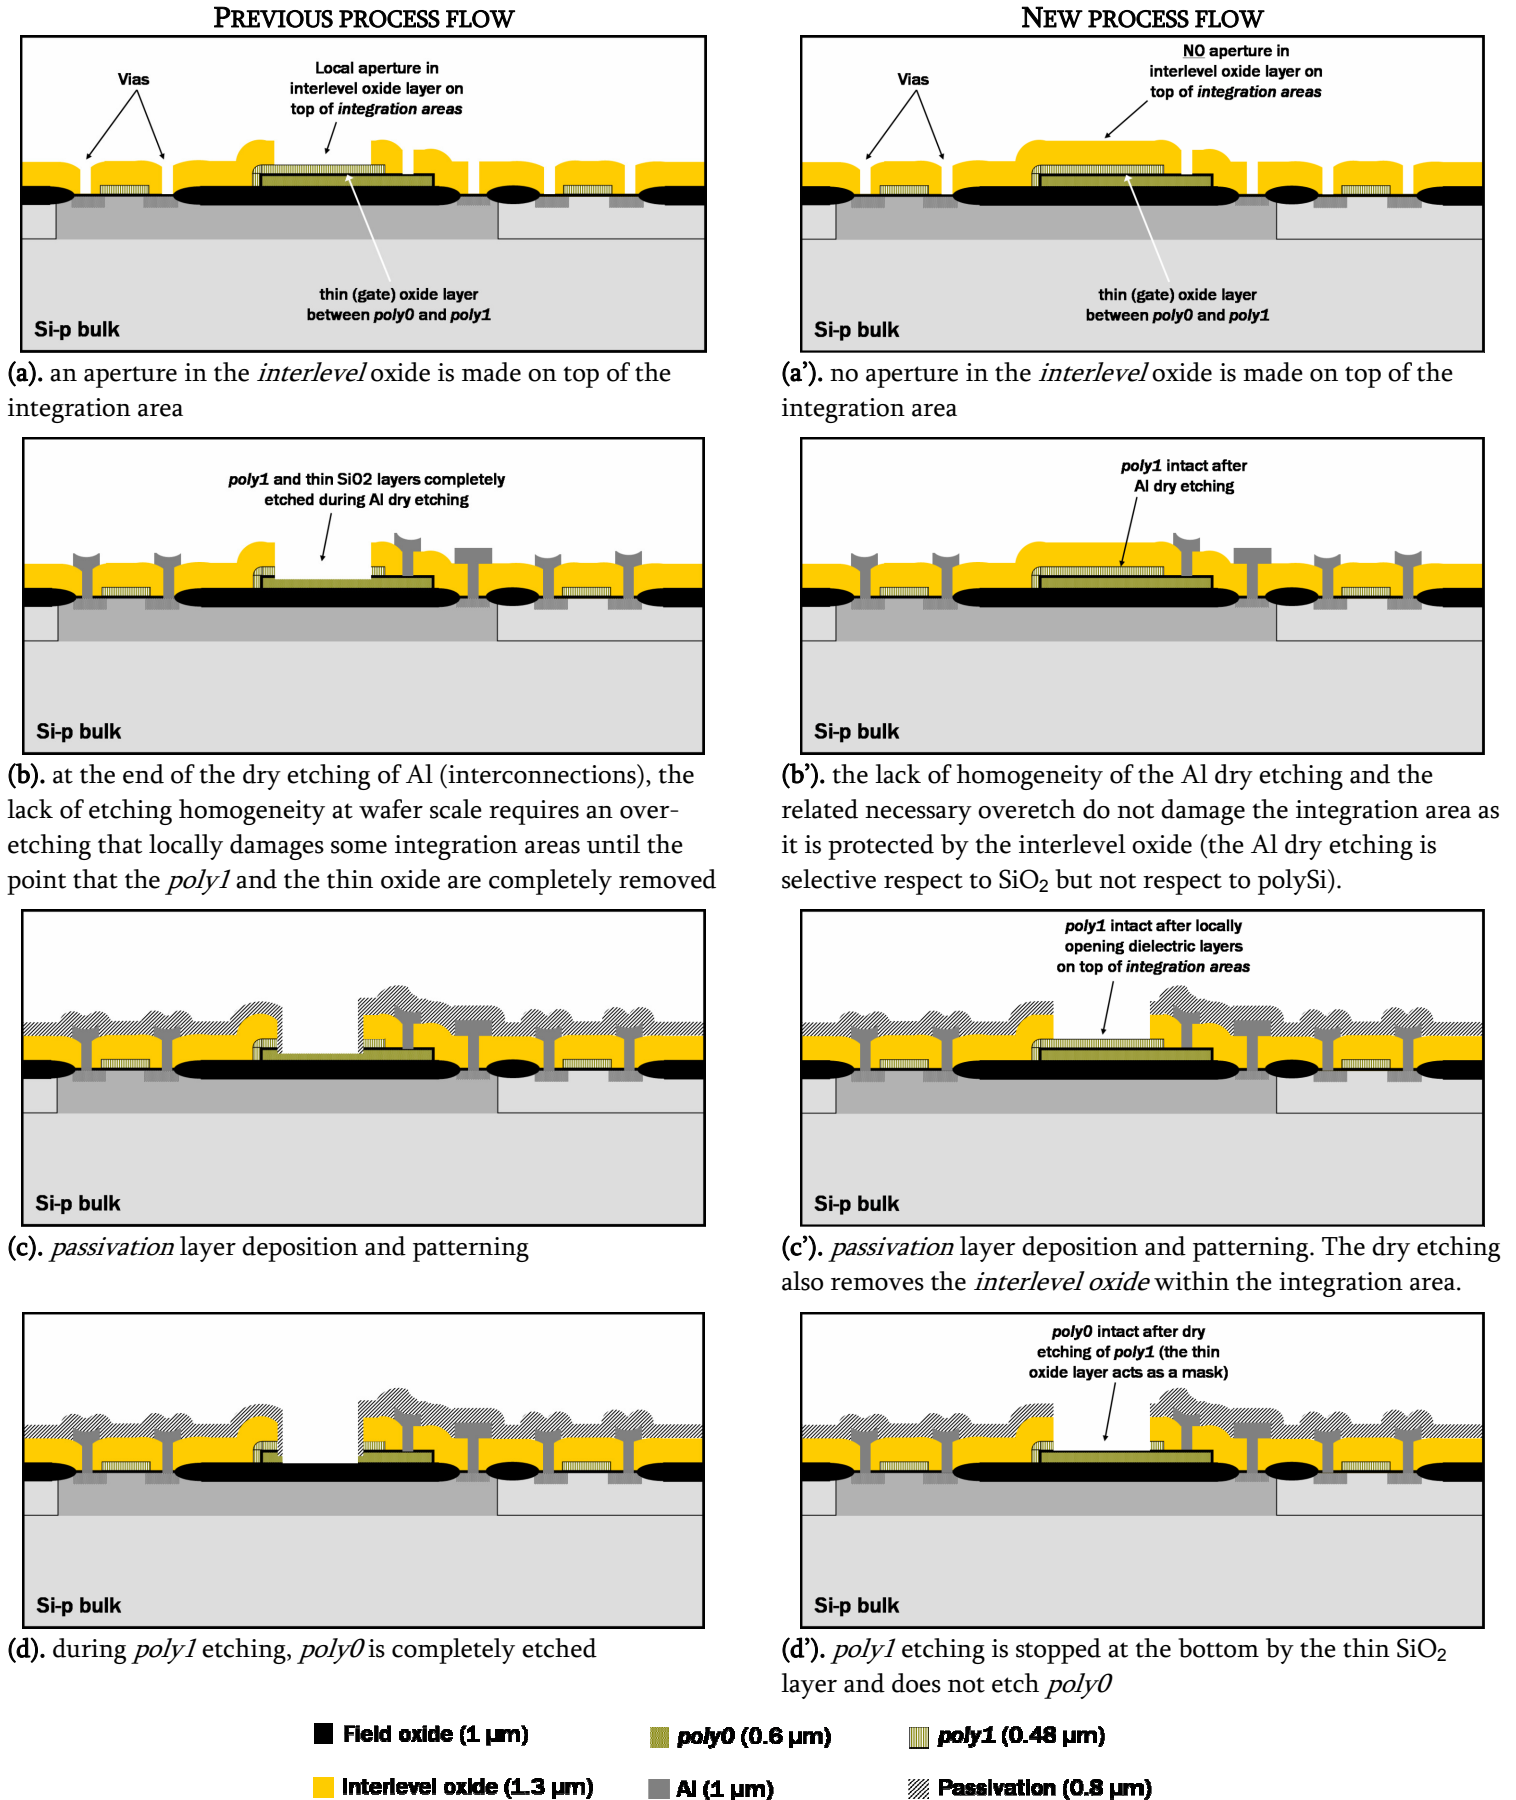 PREVIOUS PROCESS FLOW
NEW PROCESS FLOW
Vias
Local aperture in
interlevel oxide layer on
top of integration areas
thin (gate) oxide layer
between poly0 and poly1
Si-p bulk
Vias
NO aperture in
interlevel oxide layer on
top of integration areas
thin (gate) oxide layer
between poly0 and poly1
Si-p bulk
(a). an aperture in the interlevel oxide is made on top of the
integration area
(a'). no aperture in the interlevel oxide is made on top of the
integration area
poly1 and thin SiO2 layers completely
etched during Al dry etching
Si-p bulk
poly1 intact after
Al dry etching
Si-p bulk
(b). at the end of the dry etching of Al (interconnections), the
lack of etching homogeneity at wafer scale requires an over-
etching that locally damages some integration areas until the
point that the poly1 and the thin oxide are completely removed
(b'). the lack of homogeneity of the Al dry etching and the
related necessary overetch do not damage the integration area as
it is protected by the interlevel oxide (the Al dry etching is
selective respect to SiO₂ but not respect to polySi).
Si-p bulk
poly1 intact after locally
opening dielectric layers
on top of integration areas
Si-p bulk
(c). passivation layer deposition and patterning
(c'). passivation layer deposition and patterning. The dry etching
also removes the interlevel oxide within the integration area.
Si-p bulk
poly0 intact after dry
etching of poly1 (the thin
oxide layer acts as a mask)
Si-p bulk
(d). during poly1 etching, poly0 is completely etched
(d'). poly1 etching is stopped at the bottom by the thin SiO₂
layer and does not etch poly0
Field oxide (1 µm)
poly0 (0.6 µm)
poly1 (0.48 µm)
Interlevel oxide (1.3 µm)
Al (1 µm)
Passivation (0.8 µm)